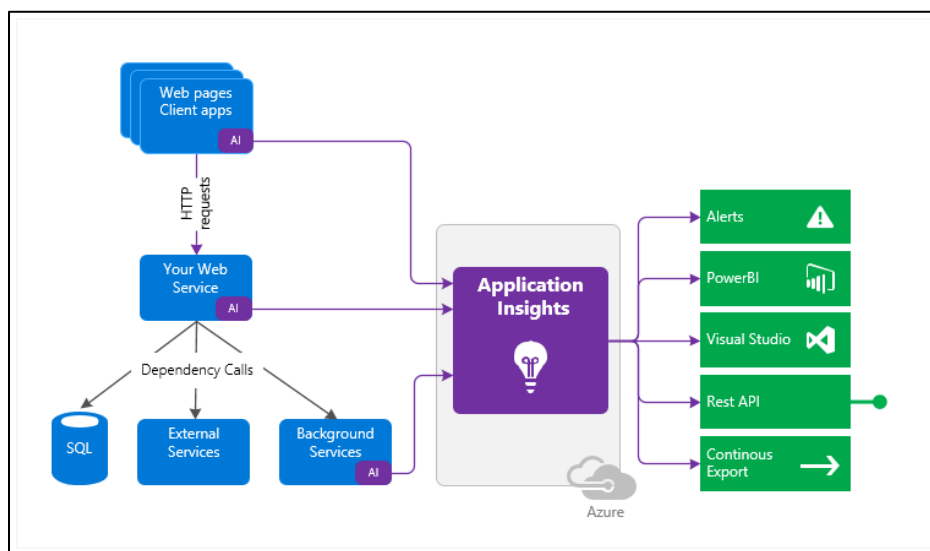 Web pages
Client apps
AI
HTTP
requests
Your Web
Service
AI
Dependency Calls
SQL
External
Services
Background
Services
AI
Application
Insights
Azure
Alerts
PowerBI
Visual Studio
Rest API
Continous
Export